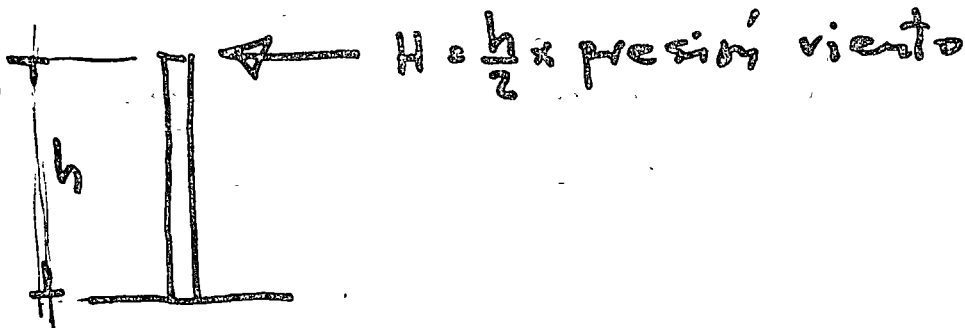 H = h/2 x presión viento
h